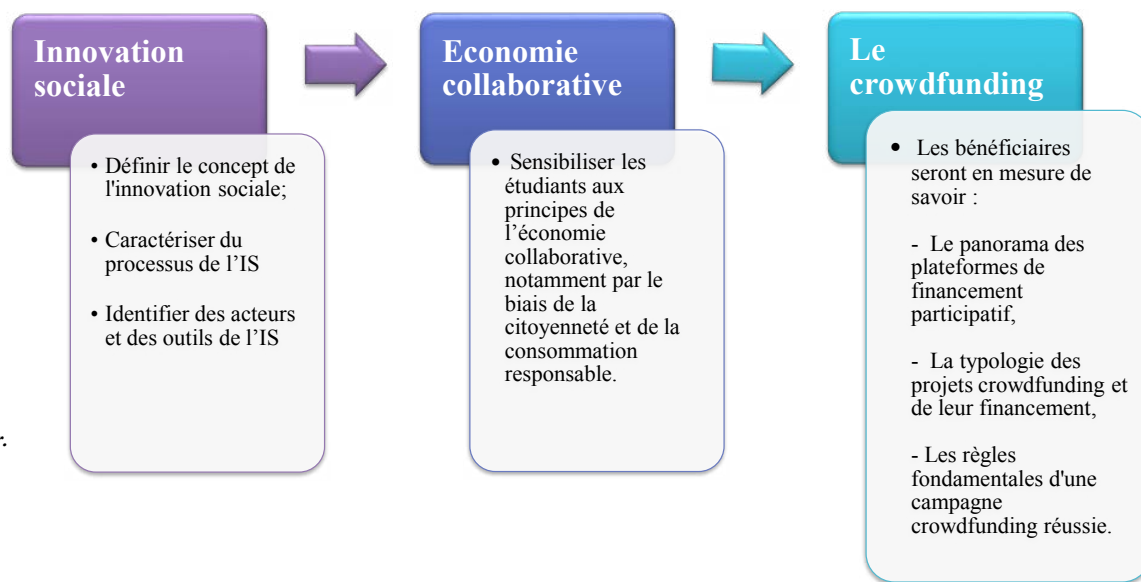 Innovation
sociale
• Définir le concept de
l'innovation sociale;
• Caractériser du
processus de l’IS
• Identifier des acteurs
et des outils de l’IS
Economie
collaborative
• Sensibiliser les
étudiants aux
principes de
l’économie
collaborative,
notamment par le
biais de la
citoyenneté et de la
consommation
responsable.
Le
crowdfunding
• Les bénéficiaires
seront en mesure de
savoir :
- Le panorama des
plateformes de
financement
participatif,
- La typologie des
projets crowdfunding et
de leur financement,
- Les règles
fondamentales d'une
campagne
crowdfunding réussie.